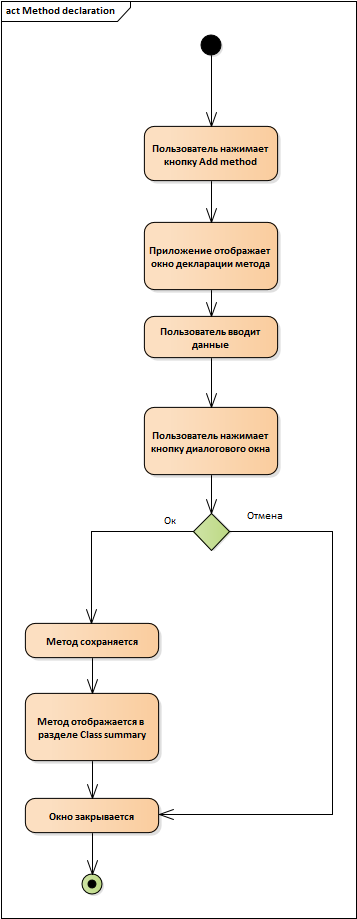 act Method declaration
Пользователь нажимает
кнопку Add method
Приложение отображает
окно декларации метода
Пользователь вводит
данные
Пользователь нажимает
кнопку диалогового окна
Ок
Отмена
Метод сохраняется
Метод отображается в
разделе Class summary
Окно закрывается